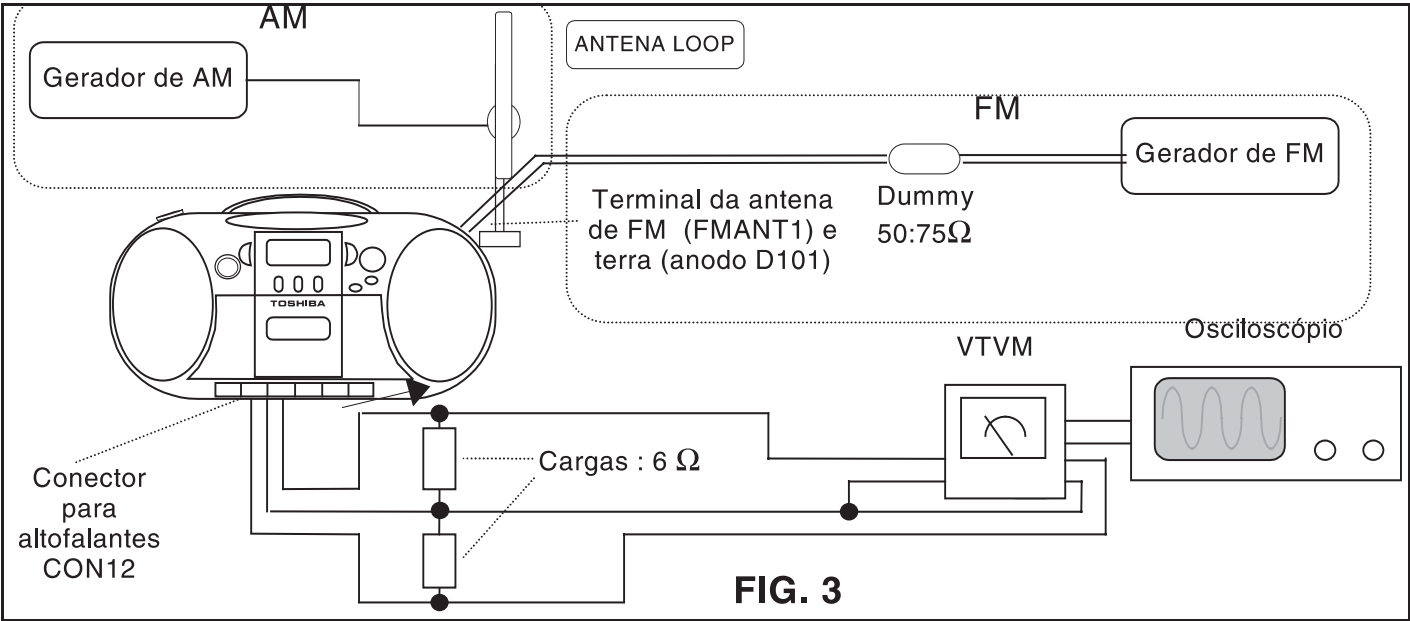 AM
ANTENA LOOP
Gerador de AM
FM
Gerador de FM
Terminal da antena
de FM (FMANT1) e
terra (anodo D101)
Dummy
50:75Ω
TOSHIBA
VTVM
Osciloscópio
Conector
para
altofalantes
CON12
Cargas : 6 Ω
FIG. 3